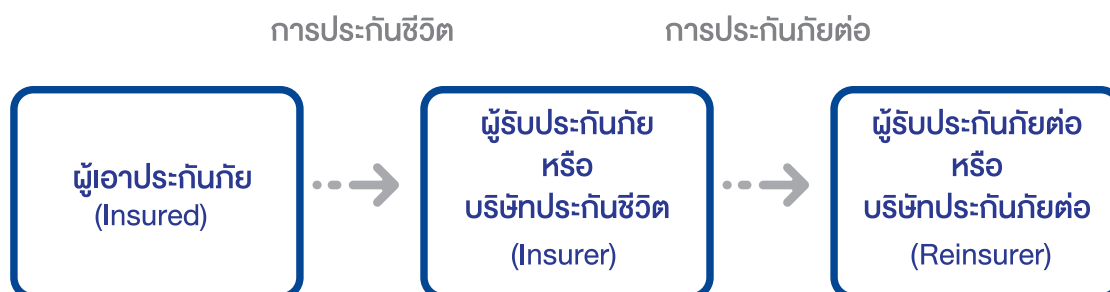 การประกันชีวิต
การประกันภัยต่อ
ผู้เอาประกันภัย
(Insured)
ผู้รับประกันภัย
หรือ
บริษัทประกันชีวิต
(Insurer)
ผู้รับประกันภัยต่อ
หรือ
บริษัทประกันภัยต่อ
(Reinsurer)